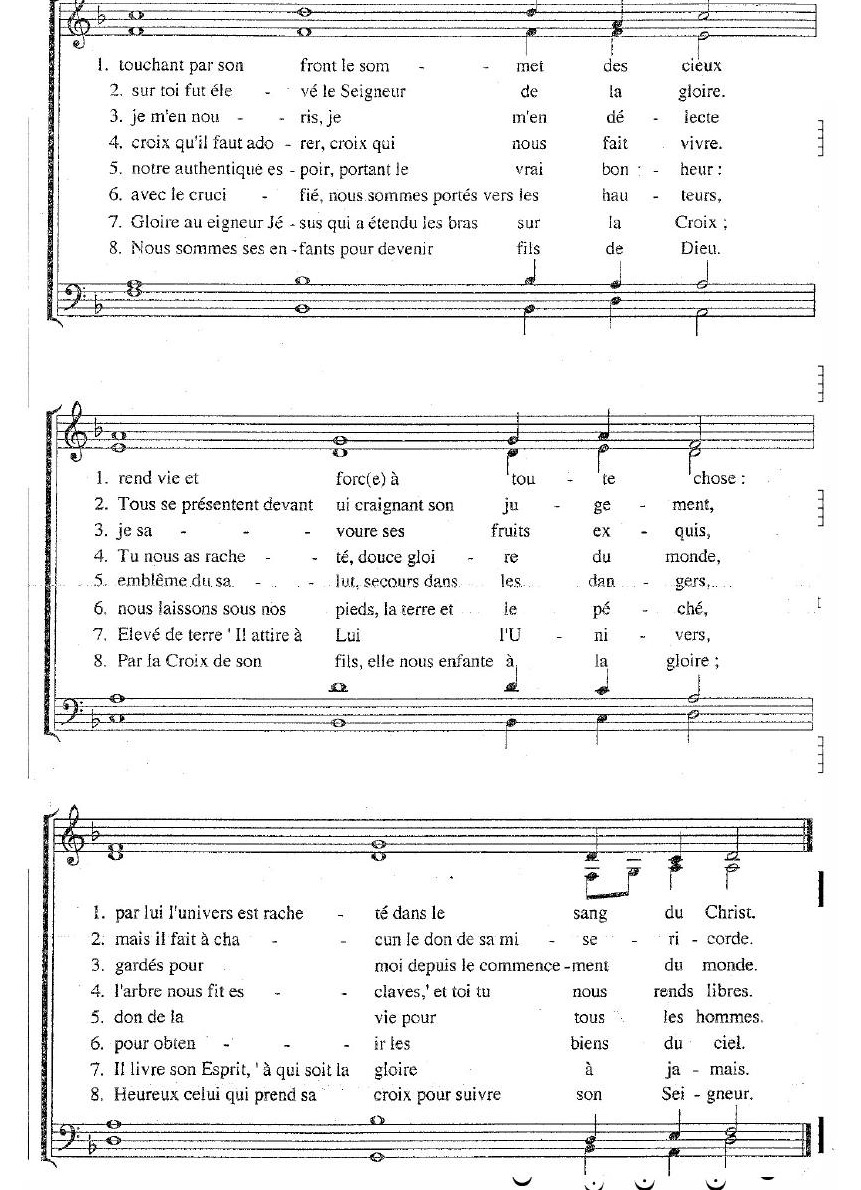 1. touchant par son front le som - - met des cieux
2. sur toi fut éle - vé le Seigneur de la gloire.
3. je m'en nou - - ris, je m'en dé - lecte
4. croix qu'il faut ado - rer, croix qui nous fait vivre.
5. notre authentique es - poir, portant le vrai bon - heur :
6. avec le cruci - fié, nous sommes portés vers les hau - teurs,
7. Gloire au eigneur Jé - sus qui a étendu les bras sur la Croix ;
8. Nous sommes ses en - fants pour devenir fils de Dieu.
1. rend vie et forc(e) à tou - te chose :
2. Tous se présentent devant ui craignant son ju - ge - ment,
3. je sa - - - voure ses fruits ex - quis,
4. Tu nous as rache - - té, douce gloi - re du monde,
5. emblême du sa - - lut, secours dans les dan - gers,
6. nous laissons sous nos pieds, la terre et le pé - ché,
7. Elevé de terre ' Il attire à Lui l'U - ni - vers,
8. Par la Croix de son fils, elle nous enfante à la gloire ;
1. par lui l'univers est rache - té dans le sang du Christ.
2. mais il fait à cha - - cun le don de sa mi - se - ri - corde.
3. gardés pour moi depuis le commence - ment du monde.
4. l'arbre nous fit es - - claves,' et toi tu nous rends libres.
5. don de la vie pour tous les hommes.
6. pour obten - - - ir les biens du ciel.
7. Il livre son Esprit, ' à qui soit la gloire à ja - mais.
8. Heureux celui qui prend sa croix pour suivre son Sei - gneur.